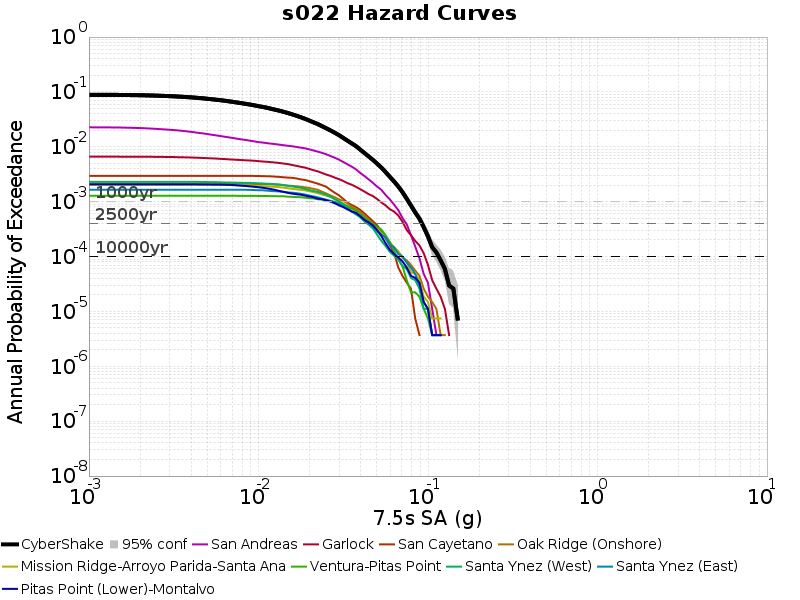 s022 Hazard Curves
Annual Probability of Exceedance
10^0
10^-1
10^-2
10^-3
10^-4
10^-5
10^-6
10^-7
10^-8
1000yr
2500yr
10000yr
10^-3 10^-2 10^-1 10^0 10^1
7.5s SA (g)
CyberShake 95% conf San Andreas Garlock San Cayetano Oak Ridge (Onshore)
Mission Ridge-Arroyo Parida-Santa Ana Ventura-Pitas Point Santa Ynez (West) Santa Ynez (East)
Pitas Point (Lower)-Montalvo